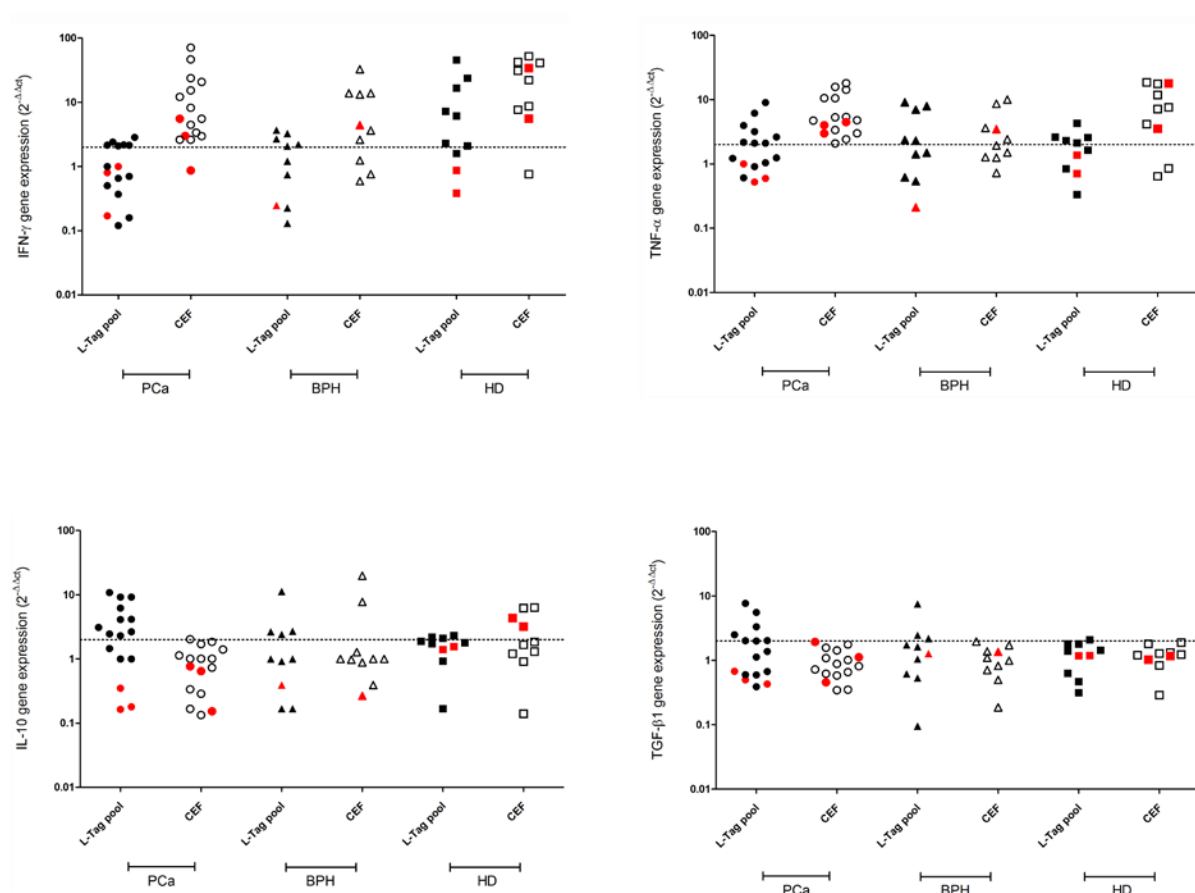 IFN-γ gene expression (2^-ΔΔct)
100
10
1
0.1
0.01
L-Tag pool
CEF
L-Tag pool
CEF
L-Tag pool
CEF
PCa
BPH
HD
TNF-α gene expression (2^-ΔΔct)
100
10
1
0.1
0.01
L-Tag pool
CEF
L-Tag pool
CEF
L-Tag pool
CEF
PCa
BPH
HD
IL-10 gene expression (2^-ΔΔct)
100
10
1
0.1
0.01
L-Tag pool
CEF
L-Tag pool
CEF
L-Tag pool
CEF
PCa
BPH
HD
TGF-β1 gene expression (2^-ΔΔct)
100
10
1
0.1
0.01
L-Tag pool
CEF
L-Tag pool
CEF
L-Tag pool
CEF
PCa
BPH
HD